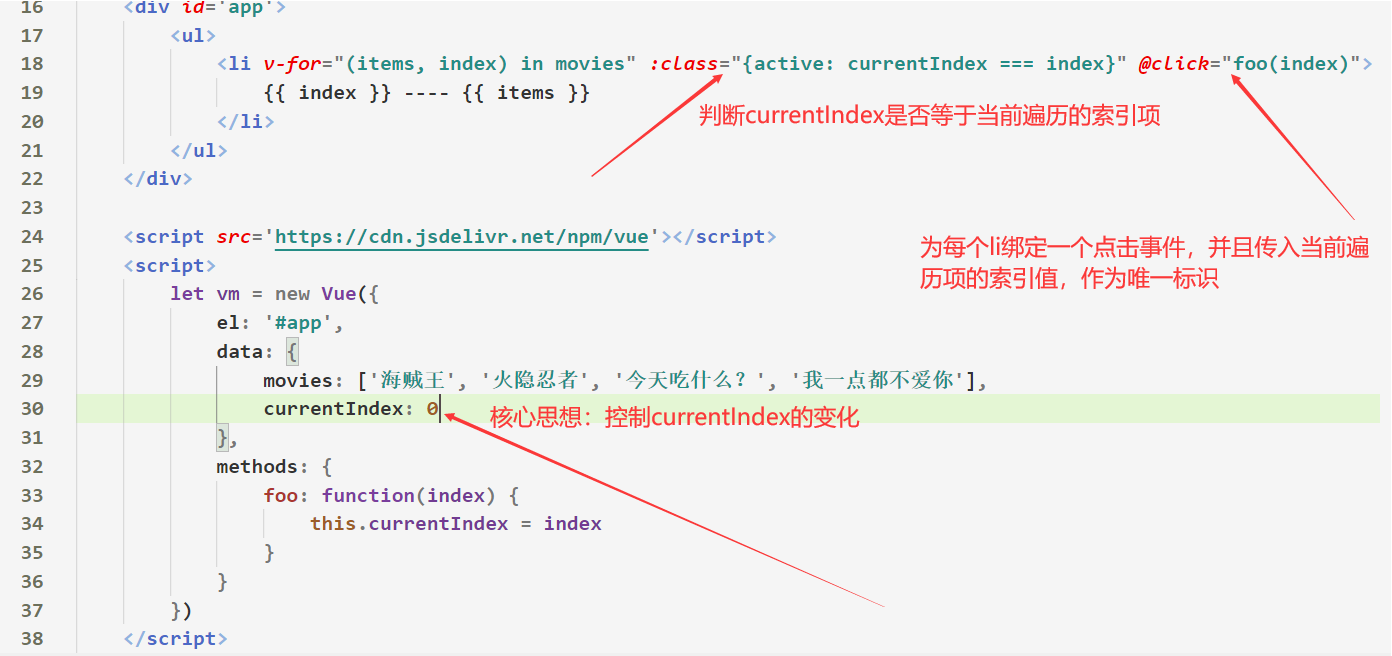 16 <div id='app'>
17 <ul>
18 <li v-for="(items, index) in movies" :class="{active: currentIndex === index}" @click="foo(index)">
19 {{ index }} ---- {{ items }}
判断currentIndex是否等于当前遍历的索引项
20 </li>
21 </ul>
22 </div>
23
24 <script src='https://cdn.jsdelivr.net/npm/vue'></script>
为每个li绑定一个点击事件，并且传入当前遍
历项的索引值，作为唯一标识
25 <script>
26 let vm = new Vue({
27 el: '#app',
28 data: {
29 movies: ['海贼王', '火隐忍者', '今天吃什么？', '我一点都不爱你'],
30 currentIndex: 0
核心思想：控制currentIndex的变化
31 },
32 methods: {
33 foo: function(index) {
34 this.currentIndex = index
35 }
36 }
37 })
38 </script>